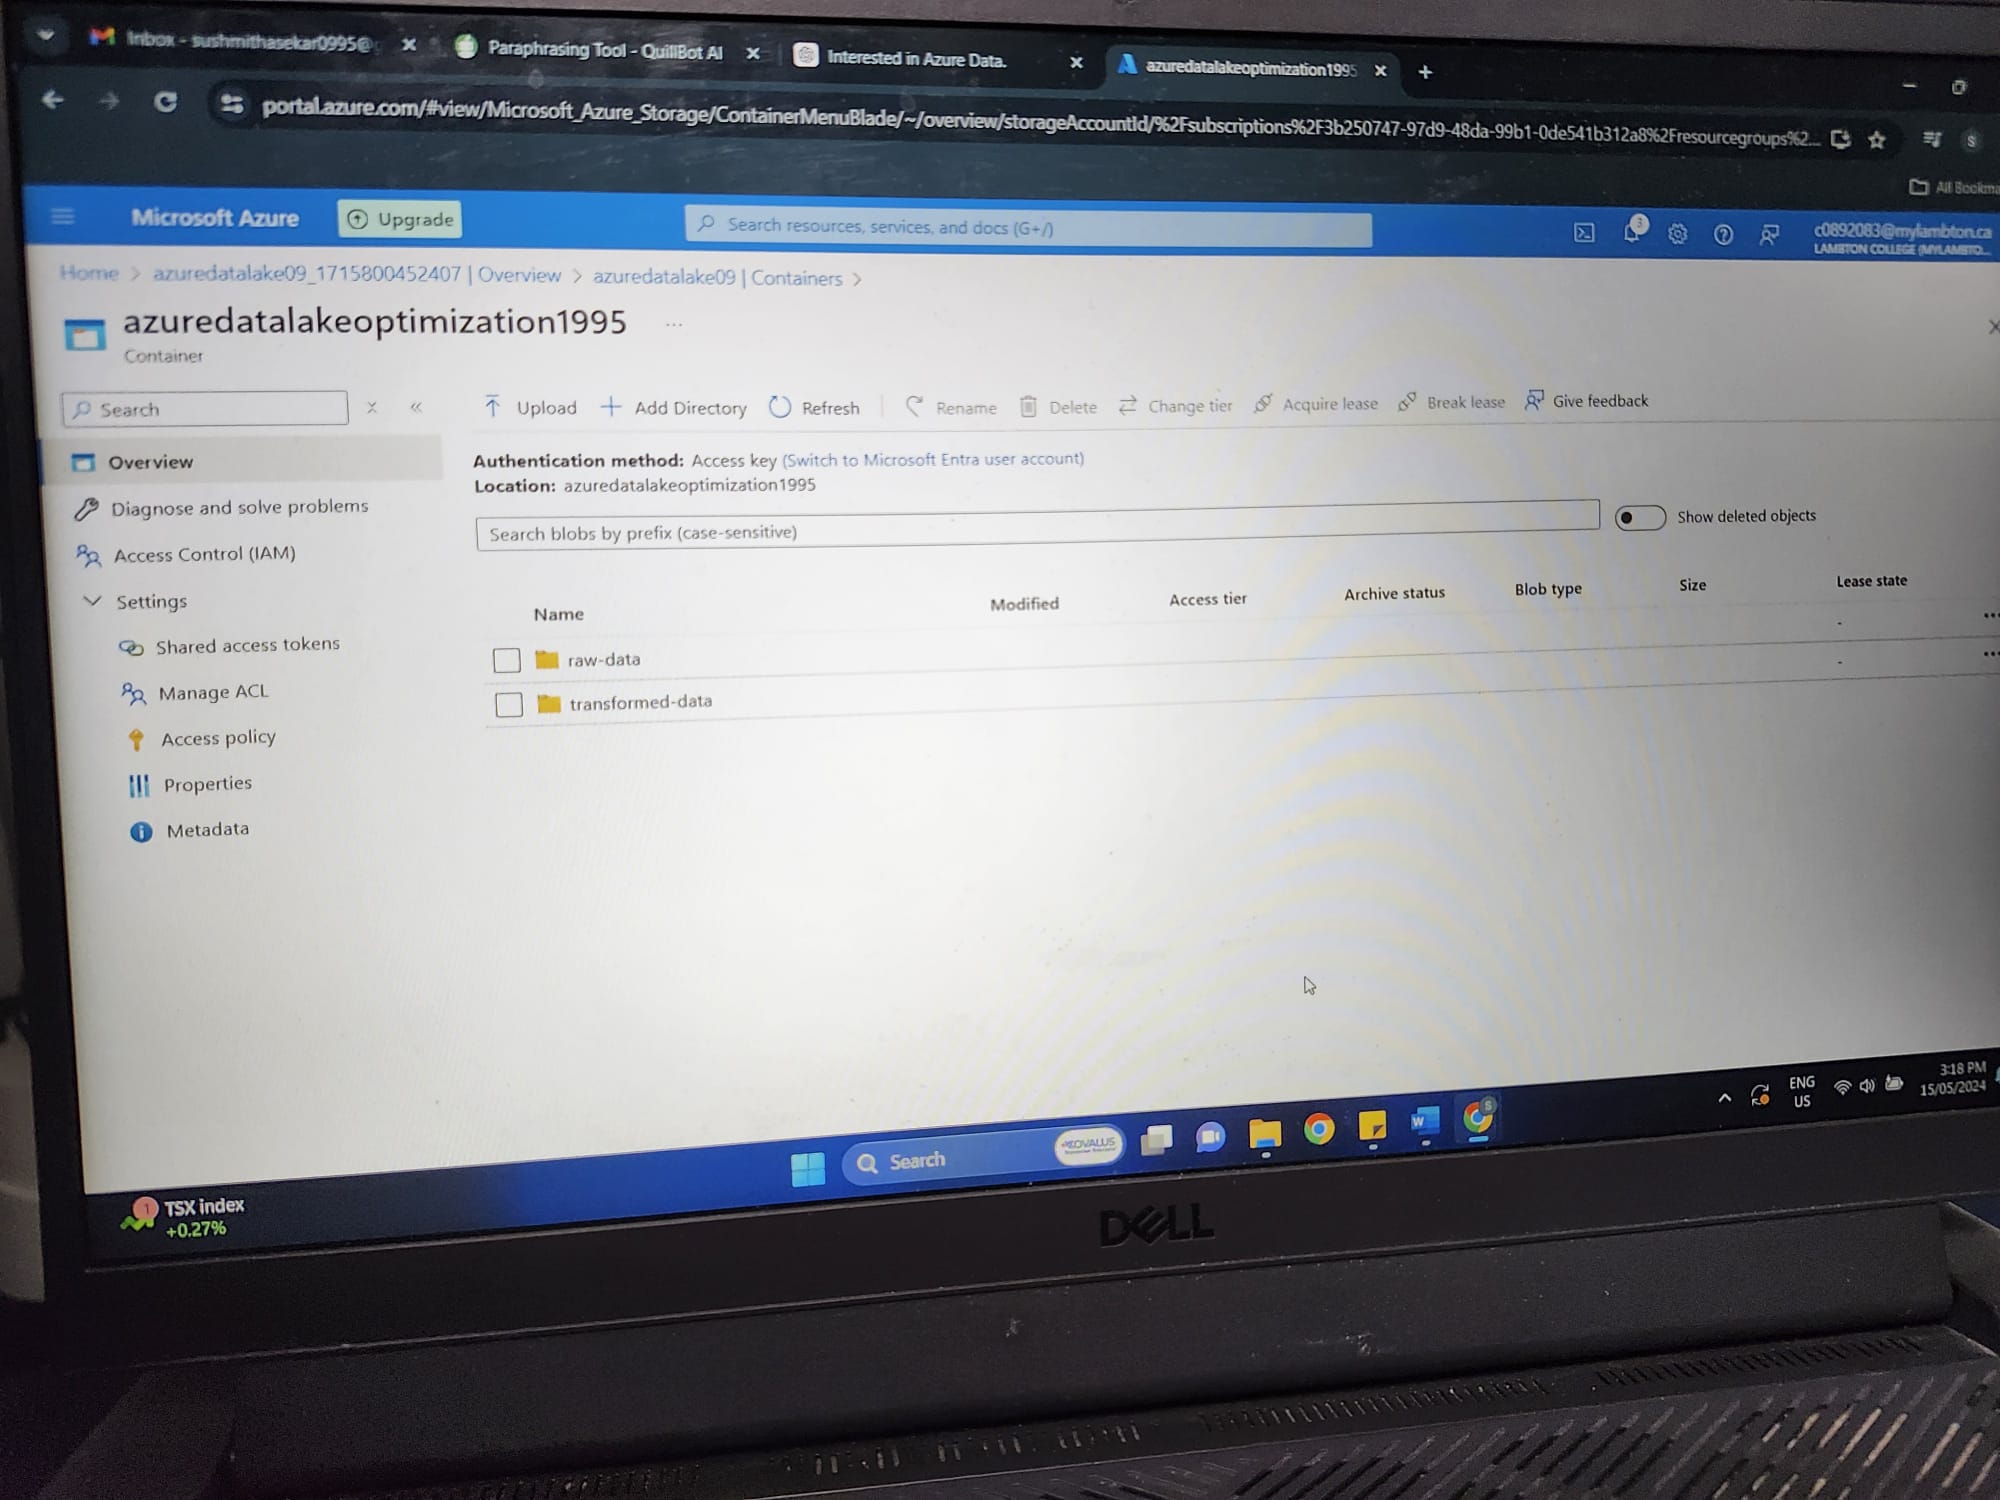 Inbox - sushmithasekar0995@
Paraphrasing Tool - QuillBot AI
Interested in Azure Data.
azuredatalakeoptimization1995
portal.azure.com/#view/Microsoft_Azure_Storage/ContainerMenuBlade/~/overview/storageAccountId/%2Fsubscriptions%2F3b250747-97d9-48da-99b1-0de541b312a8%2Fresourcegroups%2...
S
All Bookma
Microsoft Azure
Upgrade
Search resources, services, and docs (G+/)
3
c0892083@mylambton.ca
LAMBTON COLLEGE (MYLAMBTO...
Home > azuredatalake09_1715800452407 | Overview > azuredatalake09 | Containers >
azuredatalakeoptimization1995 ...
Container
Search
Upload Add Directory Refresh Rename Delete Change tier Acquire lease Break lease Give feedback
Overview
Diagnose and solve problems
Access Control (IAM)
Settings
Shared access tokens
Manage ACL
Access policy
Properties
Metadata
Authentication method: Access key (Switch to Microsoft Entra user account)
Location: azuredatalakeoptimization1995
Search blobs by prefix (case-sensitive)
Show deleted objects
Name Modified Access tier Archive status Blob type Size Lease state
raw-data - ...
transformed-data - ...
TSX index
+0.27%
1
Search
KOVALUS
W
S
ENG
US
3:18 PM
15/05/2024
DELL